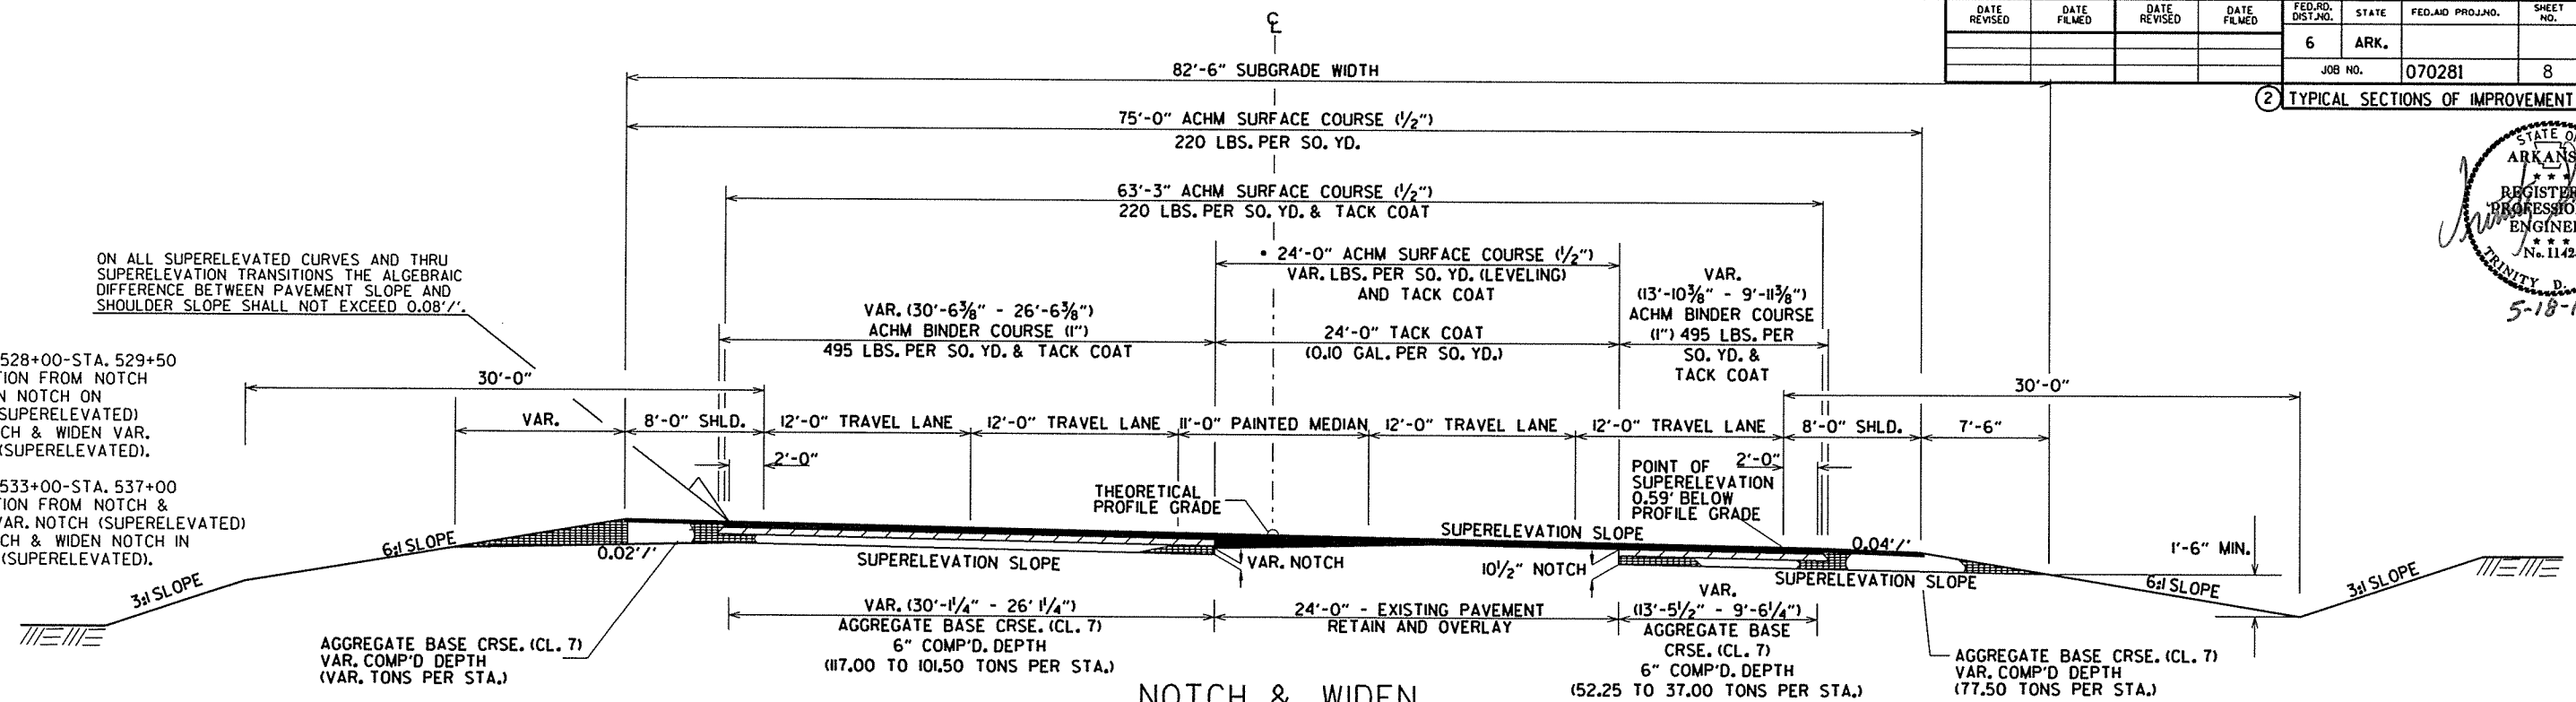 DATE REVISED
DATE FILMED
DATE REVISED
DATE FILMED
FED.RD. DIST.NO.
STATE
FED.AID PROJ.NO.
SHEET NO.
6
ARK.
JOB NO.
070281
8
2 TYPICAL SECTIONS OF IMPROVEMENT
℄
82'-6" SUBGRADE WIDTH
75'-0" ACHM SURFACE COURSE (1/2")
220 LBS. PER SQ. YD.
63'-3" ACHM SURFACE COURSE (1/2")
220 LBS. PER SQ. YD. & TACK COAT
• 24'-0" ACHM SURFACE COURSE (1/2")
VAR. LBS. PER SQ. YD. (LEVELING)
AND TACK COAT
STATE O
ARKANS
REGISTER
PROFESSIO
ENGINE
No. 1142
TRINITY D.
5-18-1
ON ALL SUPERELEVATED CURVES AND THRU
SUPERELEVATION TRANSITIONS THE ALGEBRAIC
DIFFERENCE BETWEEN PAVEMENT SLOPE AND
SHOULDER SLOPE SHALL NOT EXCEED 0.08'/'.
VAR. (30'-6 3/8" - 26'-6 3/8")
ACHM BINDER COURSE (1")
495 LBS. PER SQ. YD. & TACK COAT
24'-0" TACK COAT
(0.10 GAL. PER SQ. YD.)
VAR.
(13'-10 3/8" - 9'-11 3/8")
ACHM BINDER COURSE
(1") 495 LBS. PER
SQ. YD. &
TACK COAT
528+00-STA. 529+50
TION FROM NOTCH
N NOTCH ON
SUPERELEVATED)
CH & WIDEN VAR.
(SUPERELEVATED).
533+00-STA. 537+00
TION FROM NOTCH &
VAR. NOTCH (SUPERELEVATED)
CH & WIDEN NOTCH IN
(SUPERELEVATED).
30'-0"
30'-0"
VAR.
8'-0" SHLD.
12'-0" TRAVEL LANE
12'-0" TRAVEL LANE
11'-0" PAINTED MEDIAN
12'-0" TRAVEL LANE
12'-0" TRAVEL LANE
8'-0" SHLD.
7'-6"
2'-0"
2'-0"
THEORETICAL
PROFILE GRADE
POINT OF
SUPERELEVATION
0.59' BELOW
PROFILE GRADE
SUPERELEVATION SLOPE
6:1 SLOPE
0.02'/'
SUPERELEVATION SLOPE
VAR. NOTCH
10 1/2" NOTCH
0.04'/'
SUPERELEVATION SLOPE
1'-6" MIN.
6:1 SLOPE
3:1 SLOPE
3:1 SLOPE
VAR. (30'-1 1/4" - 26' 1 1/4")
AGGREGATE BASE CRSE. (CL. 7)
6" COMP'D. DEPTH
(117.00 TO 101.50 TONS PER STA.)
24'-0" - EXISTING PAVEMENT
RETAIN AND OVERLAY
VAR.
(13'-5 1/2" - 9'-6 1/4")
AGGREGATE BASE
CRSE. (CL. 7)
6" COMP'D. DEPTH
(52.25 TO 37.00 TONS PER STA.)
AGGREGATE BASE CRSE. (CL. 7)
VAR. COMP'D DEPTH
(VAR. TONS PER STA.)
AGGREGATE BASE CRSE. (CL. 7)
VAR. COMP'D DEPTH
(77.50 TONS PER STA.)
NOTCH & WIDEN